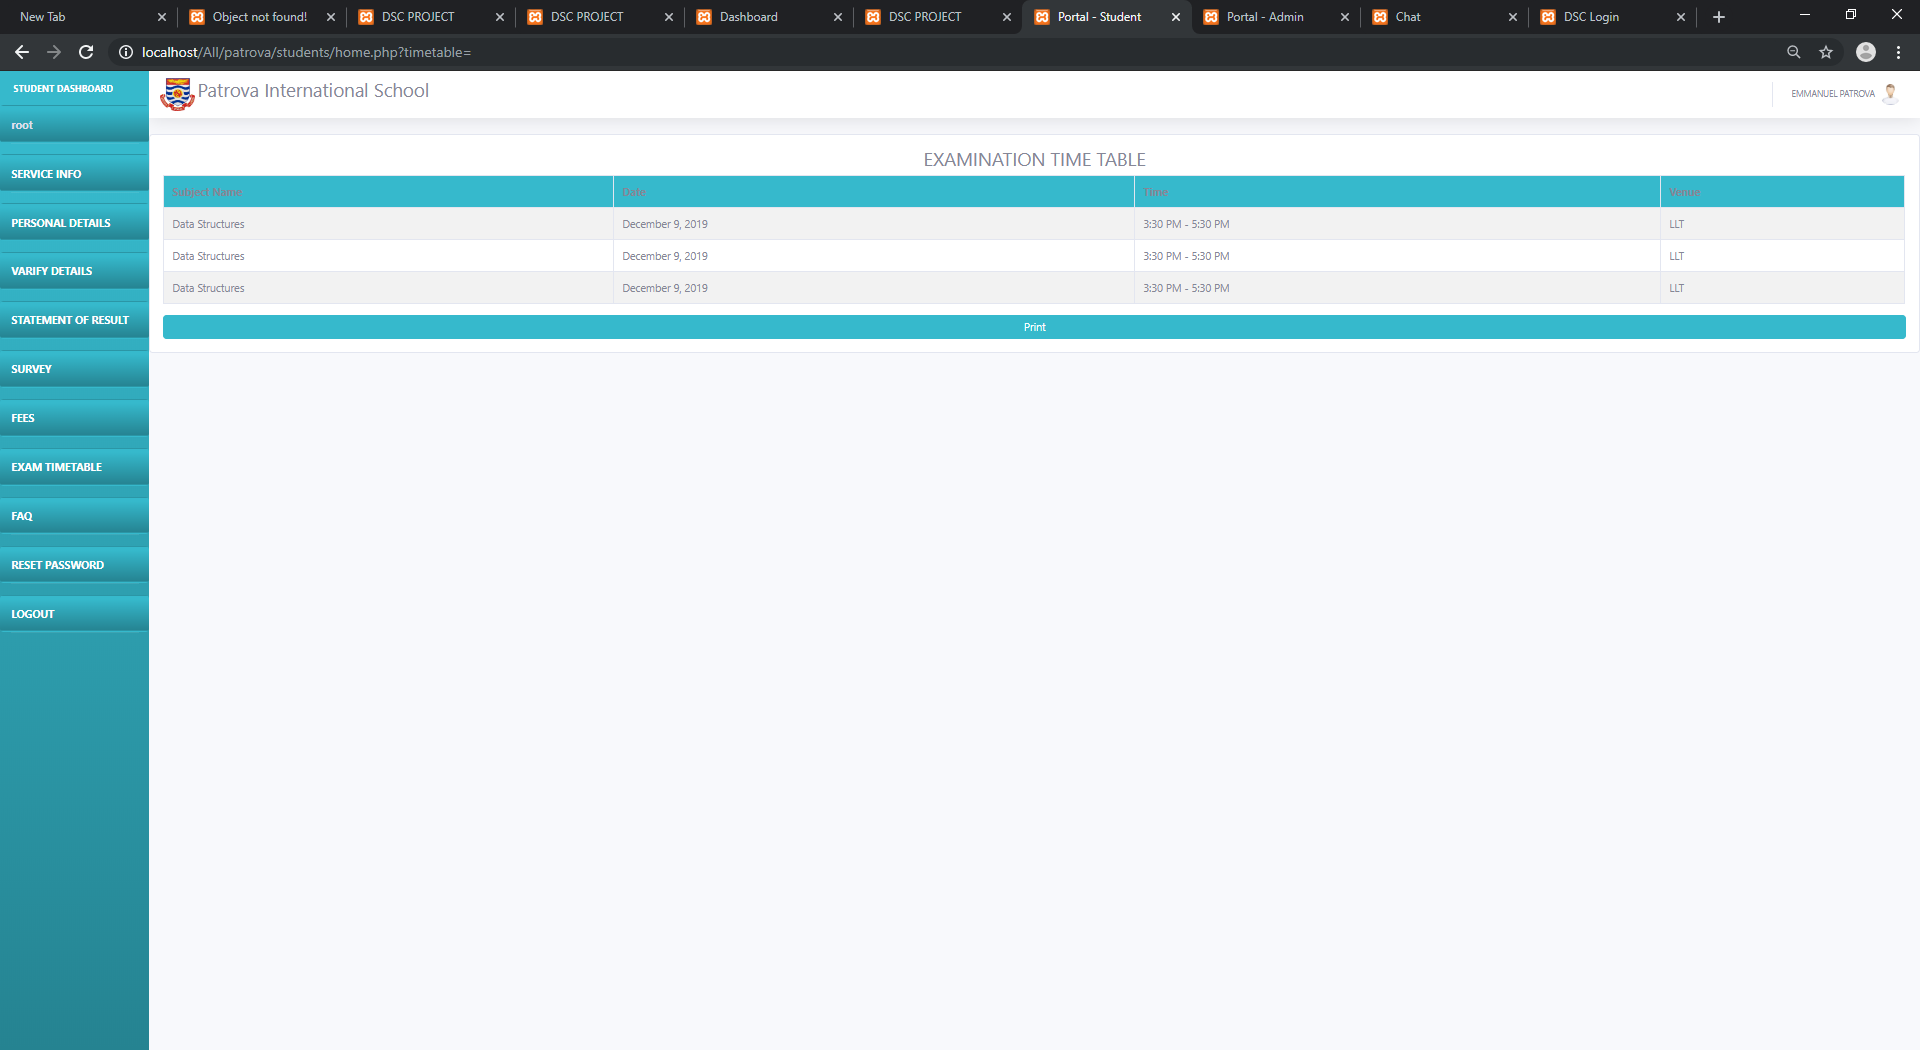 New Tab
Object not found!
DSC PROJECT
DSC PROJECT
Dashboard
DSC PROJECT
Portal - Student
Portal - Admin
Chat
DSC Login
localhost/All/patrova/students/home.php?timetable=
STUDENT DASHBOARD
root
SERVICE INFO
PERSONAL DETAILS
VARIFY DETAILS
STATEMENT OF RESULT
SURVEY
FEES
EXAM TIMETABLE
FAQ
RESET PASSWORD
LOGOUT
Patrova International School
EMMANUEL PATROVA
EXAMINATION TIME TABLE
Subject Name Date Time Venue
Data Structures December 9, 2019 3:30 PM - 5:30 PM LLT
Data Structures December 9, 2019 3:30 PM - 5:30 PM LLT
Data Structures December 9, 2019 3:30 PM - 5:30 PM LLT
Print